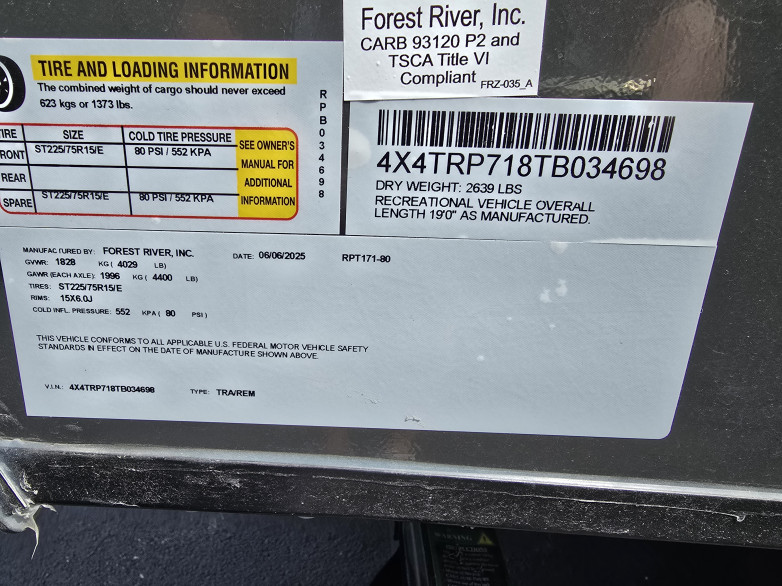 Forest River, Inc.
CARB 93120 P2 and
TSCA Title VI
Compliant FRZ-035_A
TIRE AND LOADING INFORMATION
The combined weight of cargo should never exceed
623 kgs or 1373 lbs.
TIRE SIZE COLD TIRE PRESSURE
FRONT ST225/75R15/E 80 PSI / 552 KPA
REAR
SPARE ST225/75R15/E 80 PSI / 552 KPA
SEE OWNER'S
MANUAL FOR
ADDITIONAL
INFORMATION
RPB034698
4X4TRP718TB034698
DRY WEIGHT: 2639 LBS
RECREATIONAL VEHICLE OVERALL
LENGTH 19'0" AS MANUFACTURED.
MANUFACTURED BY: FOREST RIVER, INC. DATE: 06/06/2025 RPT171-80
GVWR: 1828 KG ( 4029 LB)
GAWR (EACH AXLE): 1996 KG ( 4400 LB)
TIRES: ST225/75R15/E
RIMS: 15X6.0J
COLD INFL. PRESSURE: 552 KPA ( 80 PSI )
THIS VEHICLE CONFORMS TO ALL APPLICABLE U.S. FEDERAL MOTOR VEHICLE SAFETY
STANDARDS IN EFFECT ON THE DATE OF MANUFACTURE SHOWN ABOVE.
V.I.N.: 4X4TRP718TB034698 TYPE: TRA/REM